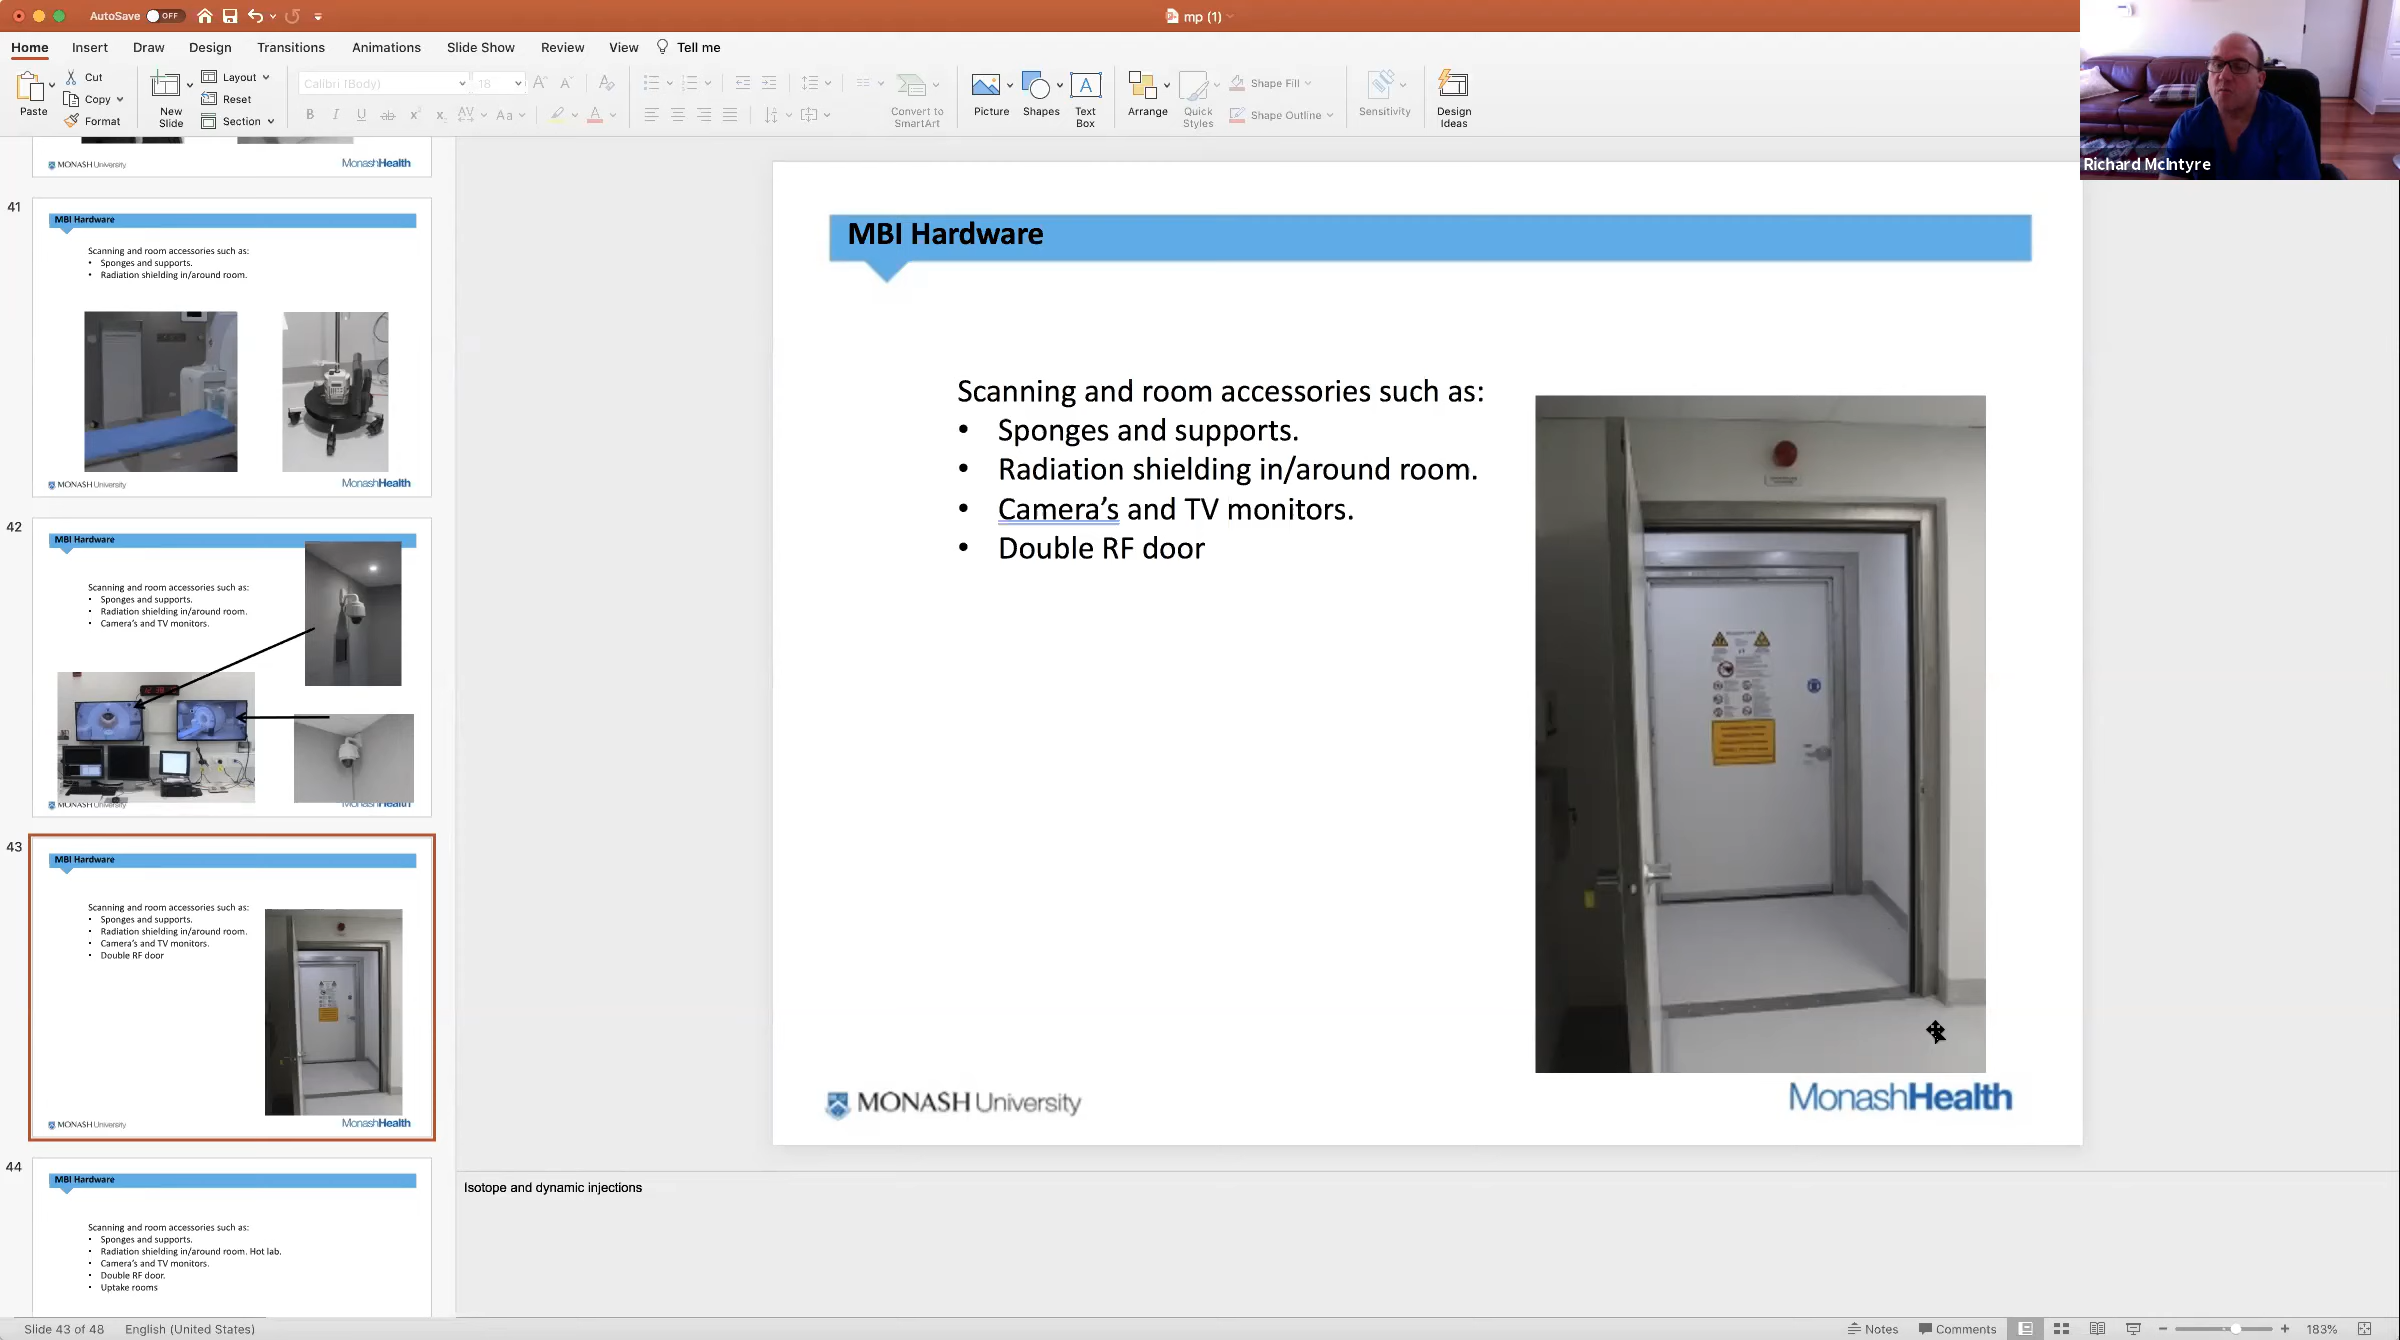 AutoSave OFF
mp (1)
Home Insert Draw Design Transitions Animations Slide Show Review View Tell me
Paste
Cut
Copy
Format
New Slide
Layout
Reset
Section
Calibri (Body) 18
Convert to SmartArt
Picture Shapes Text Box
Arrange Quick Styles
Shape Fill
Shape Outline
Sensitivity
Design Ideas
Richard McIntyre
MONASH University MonashHealth
41
MBI Hardware
Scanning and room accessories such as:
• Sponges and supports.
• Radiation shielding in/around room.
MONASH University MonashHealth
42
MBI Hardware
Scanning and room accessories such as:
• Sponges and supports.
• Radiation shielding in/around room.
• Camera's and TV monitors.
MONASH University MonashHealth
43
MBI Hardware
Scanning and room accessories such as:
• Sponges and supports.
• Radiation shielding in/around room.
• Camera's and TV monitors.
• Double RF door
MONASH University MonashHealth
44
MBI Hardware
Scanning and room accessories such as:
• Sponges and supports.
• Radiation shielding in/around room. Hot lab.
• Camera's and TV monitors.
• Double RF door.
• Uptake rooms
MBI Hardware
Scanning and room accessories such as:
• Sponges and supports.
• Radiation shielding in/around room.
• Camera’s and TV monitors.
• Double RF door
MONASH University MonashHealth
Isotope and dynamic injections
Slide 43 of 48 English (United States)
Notes Comments 183%